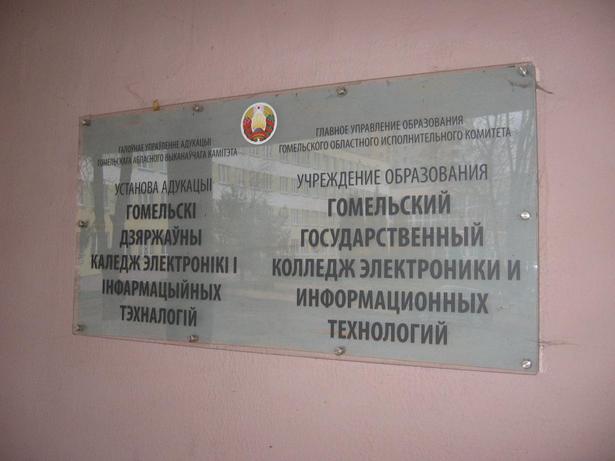 ГАЛОЎНАЕ УПРАЎЛЕННЕ АДУКАЦЫІ
ГОМЕЛЬСКАГА АБЛАСНОГА ВЫКАНАЎЧАГА КАМІТЭТА
УСТАНОВА АДУКАЦЫІ
ГОМЕЛЬСКІ
ДЗЯРЖАЎНЫ
КАЛЕДЖ ЭЛЕКТРОНІКІ І
ІНФАРМАЦЫЙНЫХ
ТЭХНАЛОГІЙ
ГЛАВНОЕ УПРАВЛЕНИЕ ОБРАЗОВАНИЯ
ГОМЕЛЬСКОГО ОБЛАСТНОГО ИСПОЛНИТЕЛЬНОГО КОМИТЕТА
УЧРЕЖДЕНИЕ ОБРАЗОВАНИЯ
ГОМЕЛЬСКИЙ
ГОСУДАРСТВЕННЫЙ
КОЛЛЕДЖ ЭЛЕКТРОНИКИ И
ИНФОРМАЦИОННЫХ
ТЕХНОЛОГИЙ